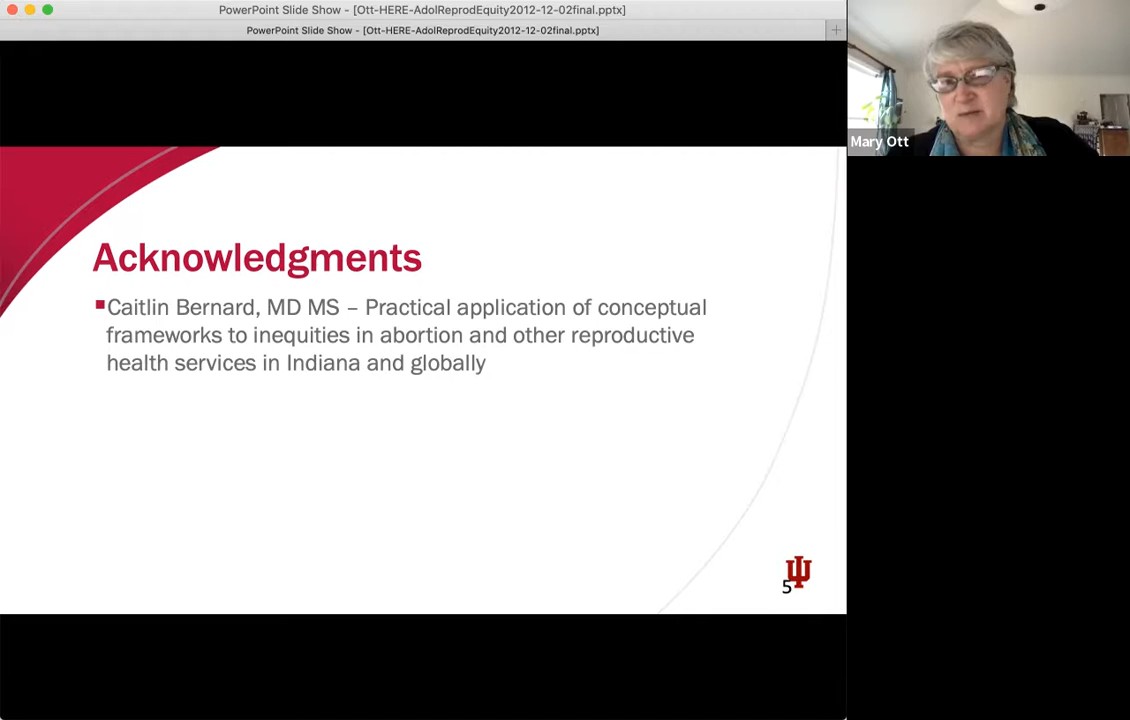 PowerPoint Slide Show - [Ott-HERE-AdolReprodEquity2012-12-02final.pptx]
PowerPoint Slide Show - [Ott-HERE-AdolReprodEquity2012-12-02final.pptx]
Mary Ott
Acknowledgments
Caitlin Bernard, MD MS – Practical application of conceptual
frameworks to inequities in abortion and other reproductive
health services in Indiana and globally
5